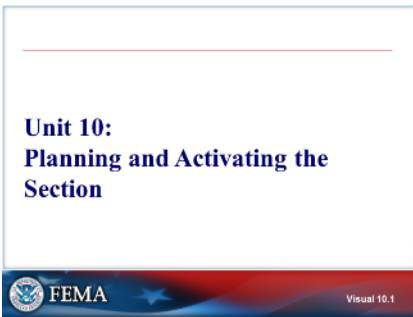 Unit 10:
Planning and Activating the
Section
FEMA
Visual 10.1